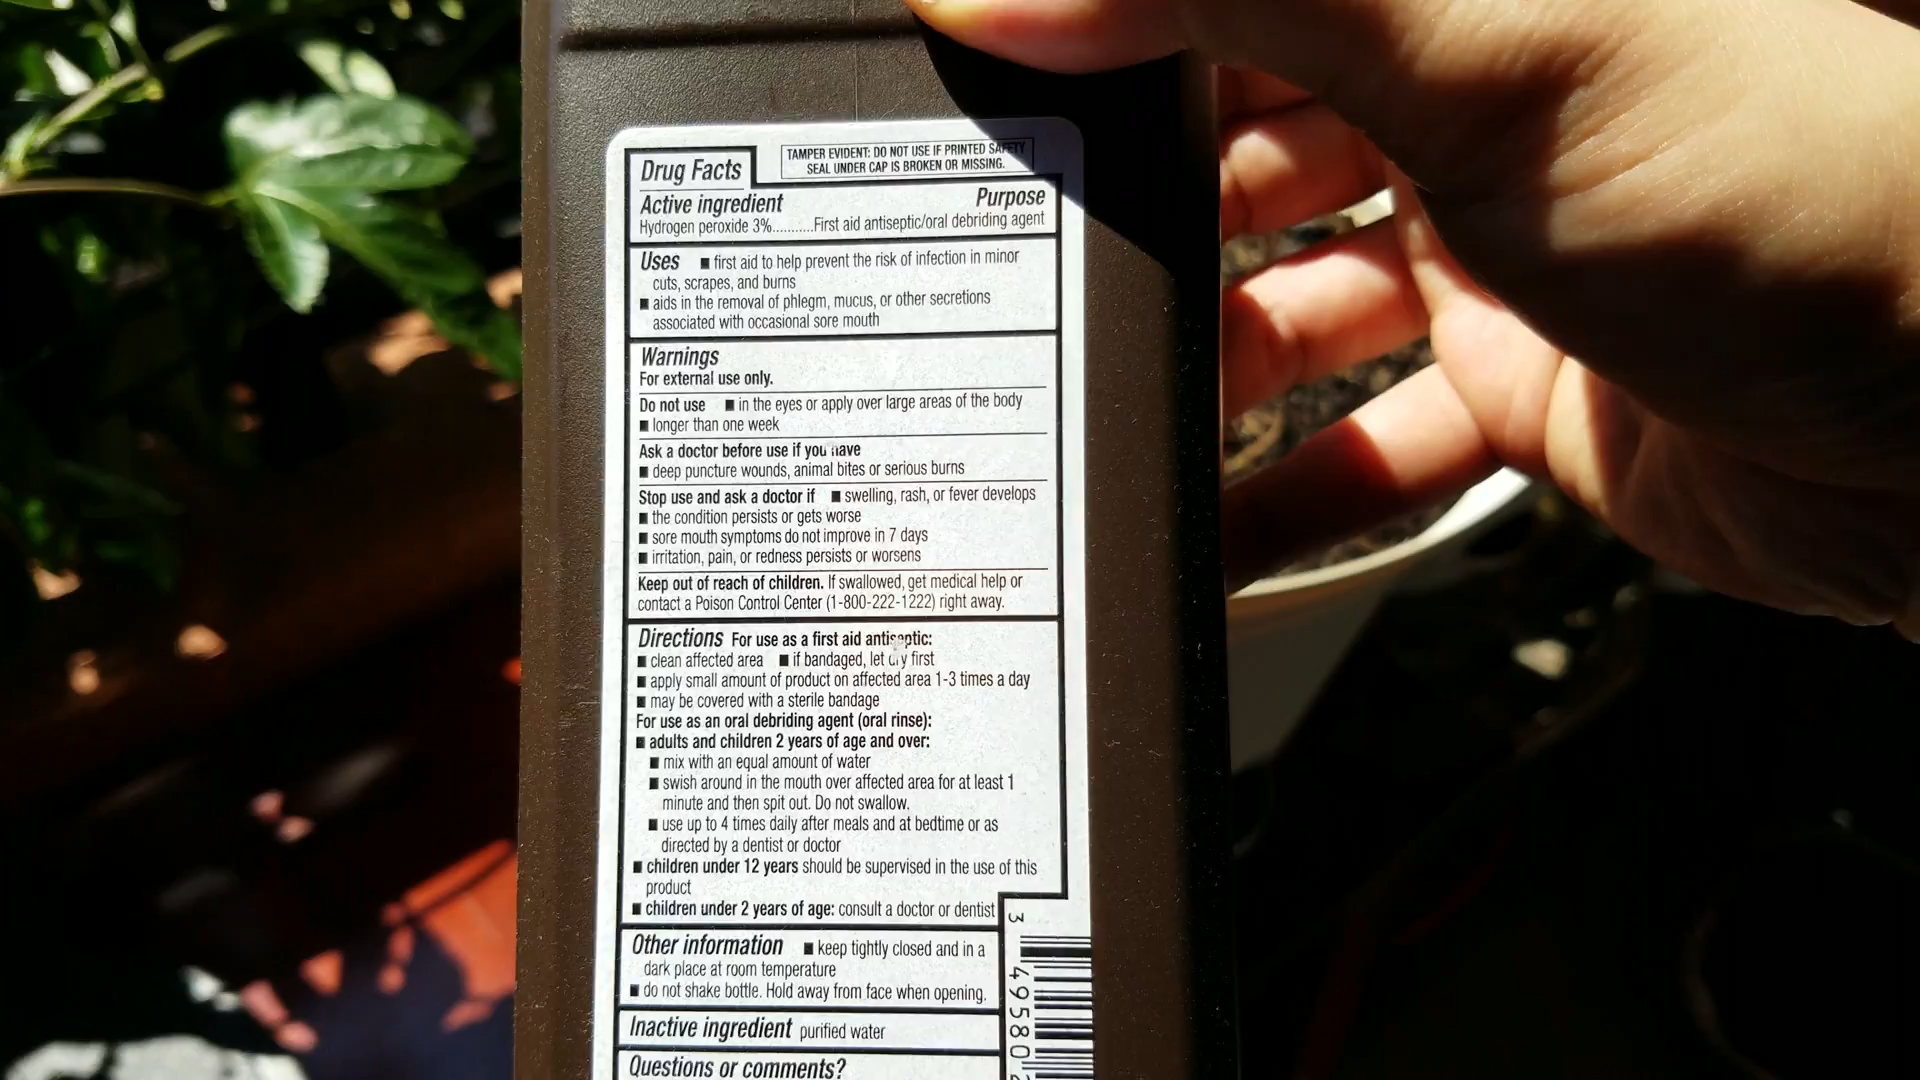 Drug Facts
TAMPER EVIDENT: DO NOT USE IF PRINTED SAFETY
SEAL UNDER CAP IS BROKEN OR MISSING.
Active ingredient Purpose
Hydrogen peroxide 3%...........First aid antiseptic/oral debriding agent
Uses ■ first aid to help prevent the risk of infection in minor
cuts, scrapes, and burns
■ aids in the removal of phlegm, mucus, or other secretions
associated with occasional sore mouth
Warnings
For external use only.
Do not use ■ in the eyes or apply over large areas of the body
■ longer than one week
Ask a doctor before use if you have
■ deep puncture wounds, animal bites or serious burns
Stop use and ask a doctor if ■ swelling, rash, or fever develops
■ the condition persists or gets worse
■ sore mouth symptoms do not improve in 7 days
■ irritation, pain, or redness persists or worsens
Keep out of reach of children. If swallowed, get medical help or
contact a Poison Control Center (1-800-222-1222) right away.
Directions For use as a first aid antiseptic:
■ clean affected area ■ if bandaged, let dry first
■ apply small amount of product on affected area 1-3 times a day
■ may be covered with a sterile bandage
For use as an oral debriding agent (oral rinse):
■ adults and children 2 years of age and over:
■ mix with an equal amount of water
■ swish around in the mouth over affected area for at least 1
minute and then spit out. Do not swallow.
■ use up to 4 times daily after meals and at bedtime or as
directed by a dentist or doctor
■ children under 12 years should be supervised in the use of this
product
■ children under 2 years of age: consult a doctor or dentist
Other information ■ keep tightly closed and in a
dark place at room temperature
■ do not shake bottle. Hold away from face when opening.
Inactive ingredient purified water
Questions or comments?
3 49580